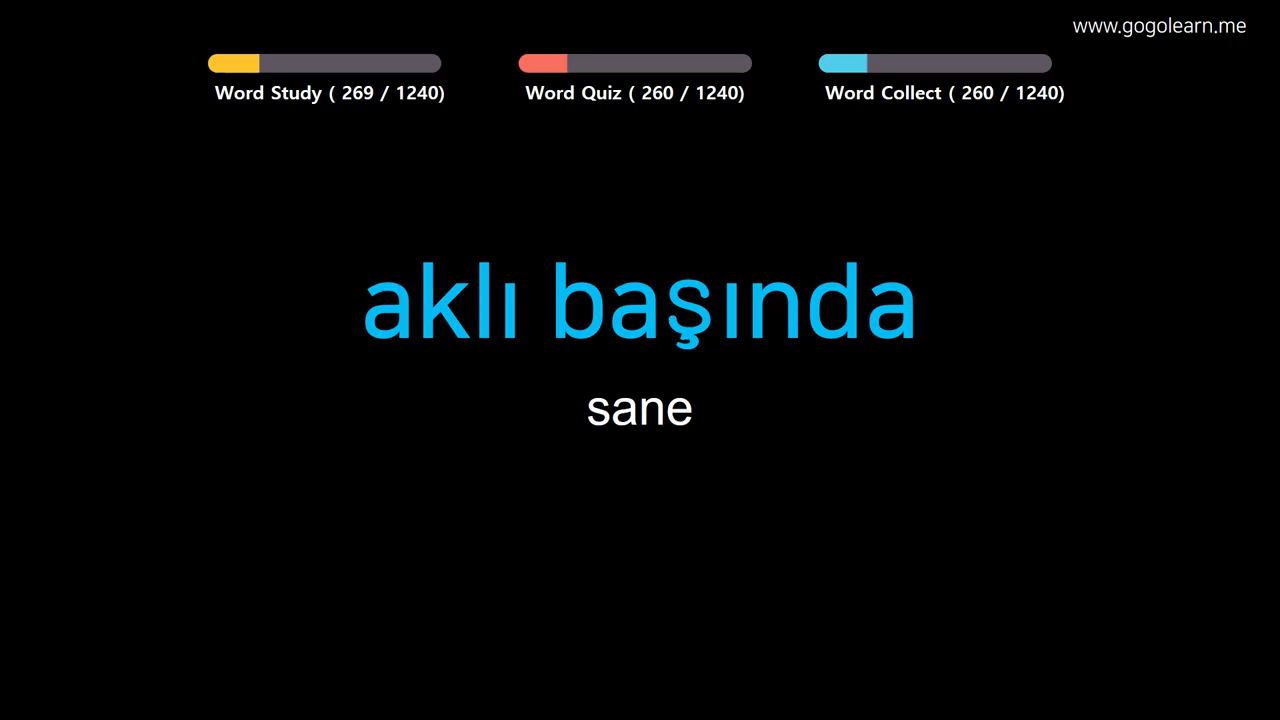 www.gogolearn.me
Word Study ( 269 / 1240)
Word Quiz ( 260 / 1240)
Word Collect ( 260 / 1240)
aklı başında
sane